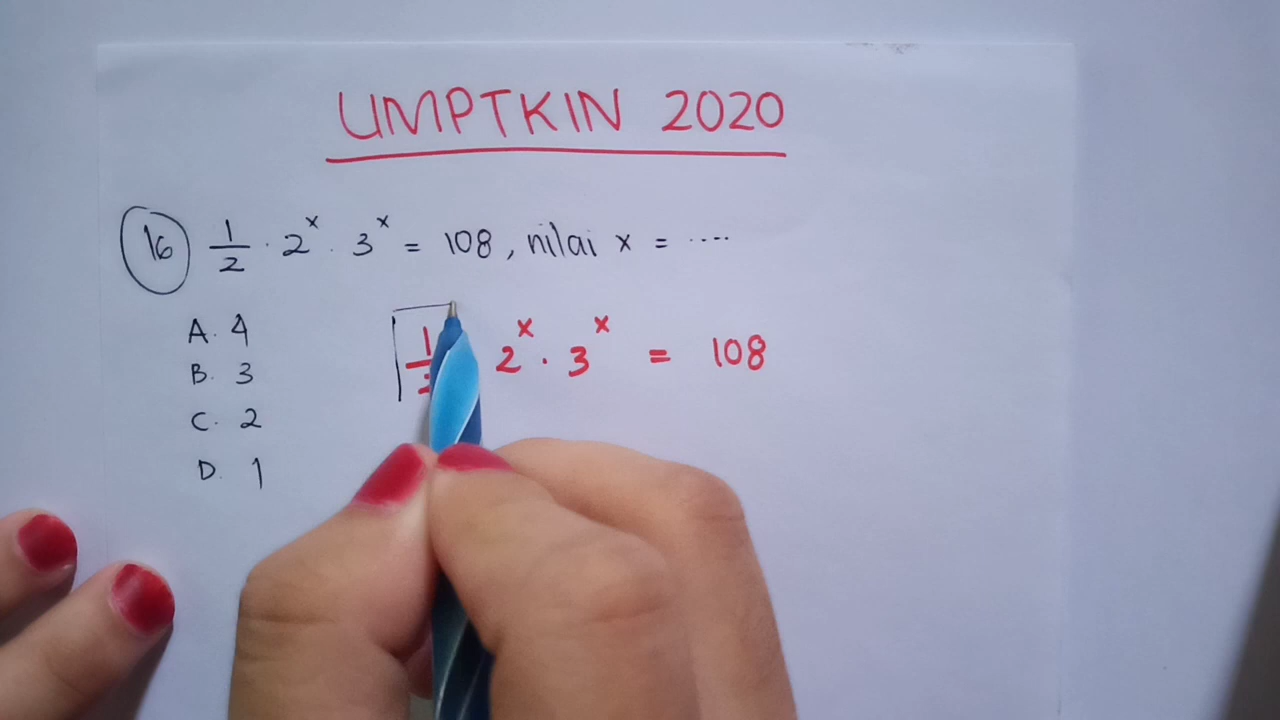 UMPTKIN 2020
16 1/2 · 2^x · 3^x = 108, nilai x = ....
A. 4
2^x · 3^x = 108
B. 3
C. 2
D. 1